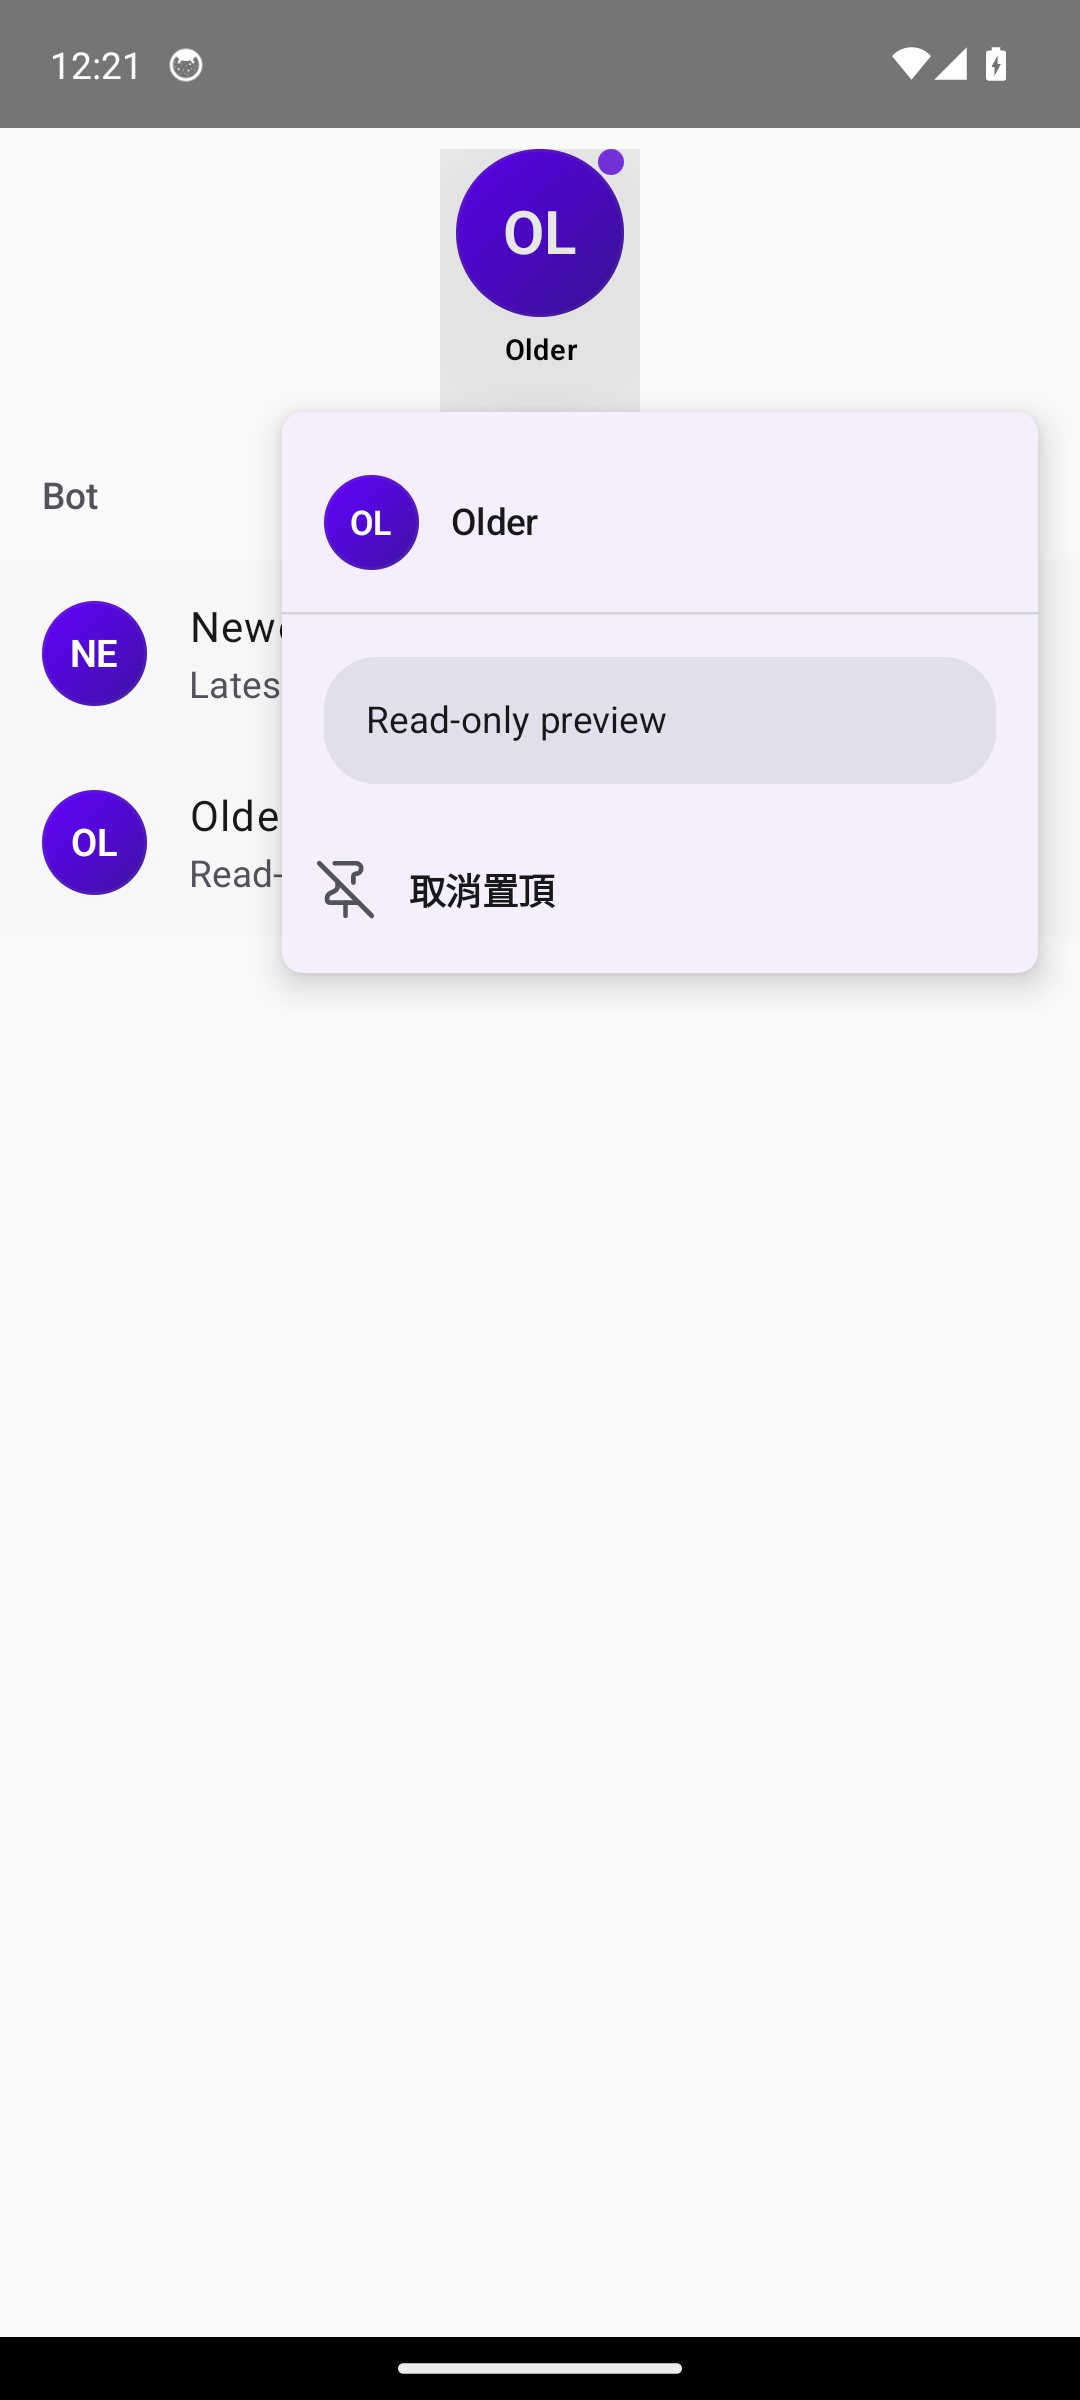 12:21
OL
Older
Bot
OL Older
NE
New
Lates
Read-only preview
OL
Olde
Read-
取消置頂